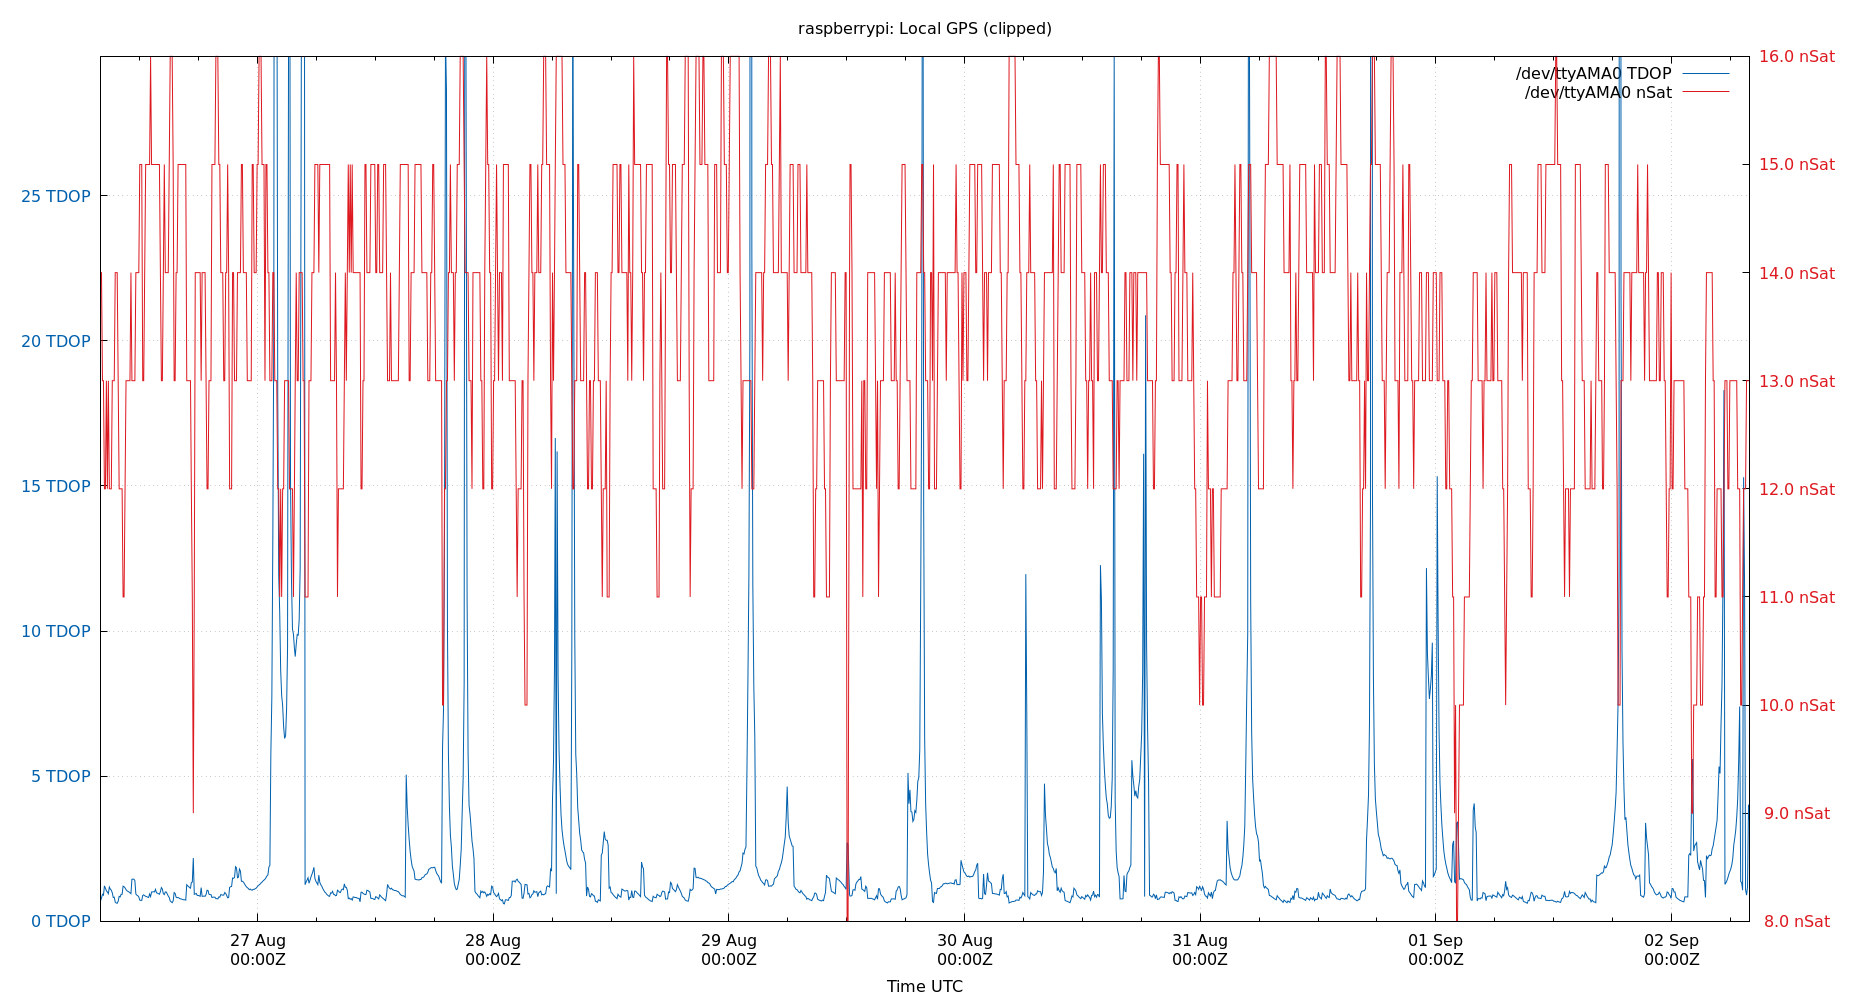 raspberrypi: Local GPS (clipped)
/dev/ttyAMA0 TDOP
/dev/ttyAMA0 nSat
25 TDOP
20 TDOP
15 TDOP
10 TDOP
5 TDOP
0 TDOP
16.0 nSat
15.0 nSat
14.0 nSat
13.0 nSat
12.0 nSat
11.0 nSat
10.0 nSat
9.0 nSat
8.0 nSat
27 Aug
00:00Z
28 Aug
00:00Z
29 Aug
00:00Z
30 Aug
00:00Z
31 Aug
00:00Z
01 Sep
00:00Z
02 Sep
00:00Z
Time UTC